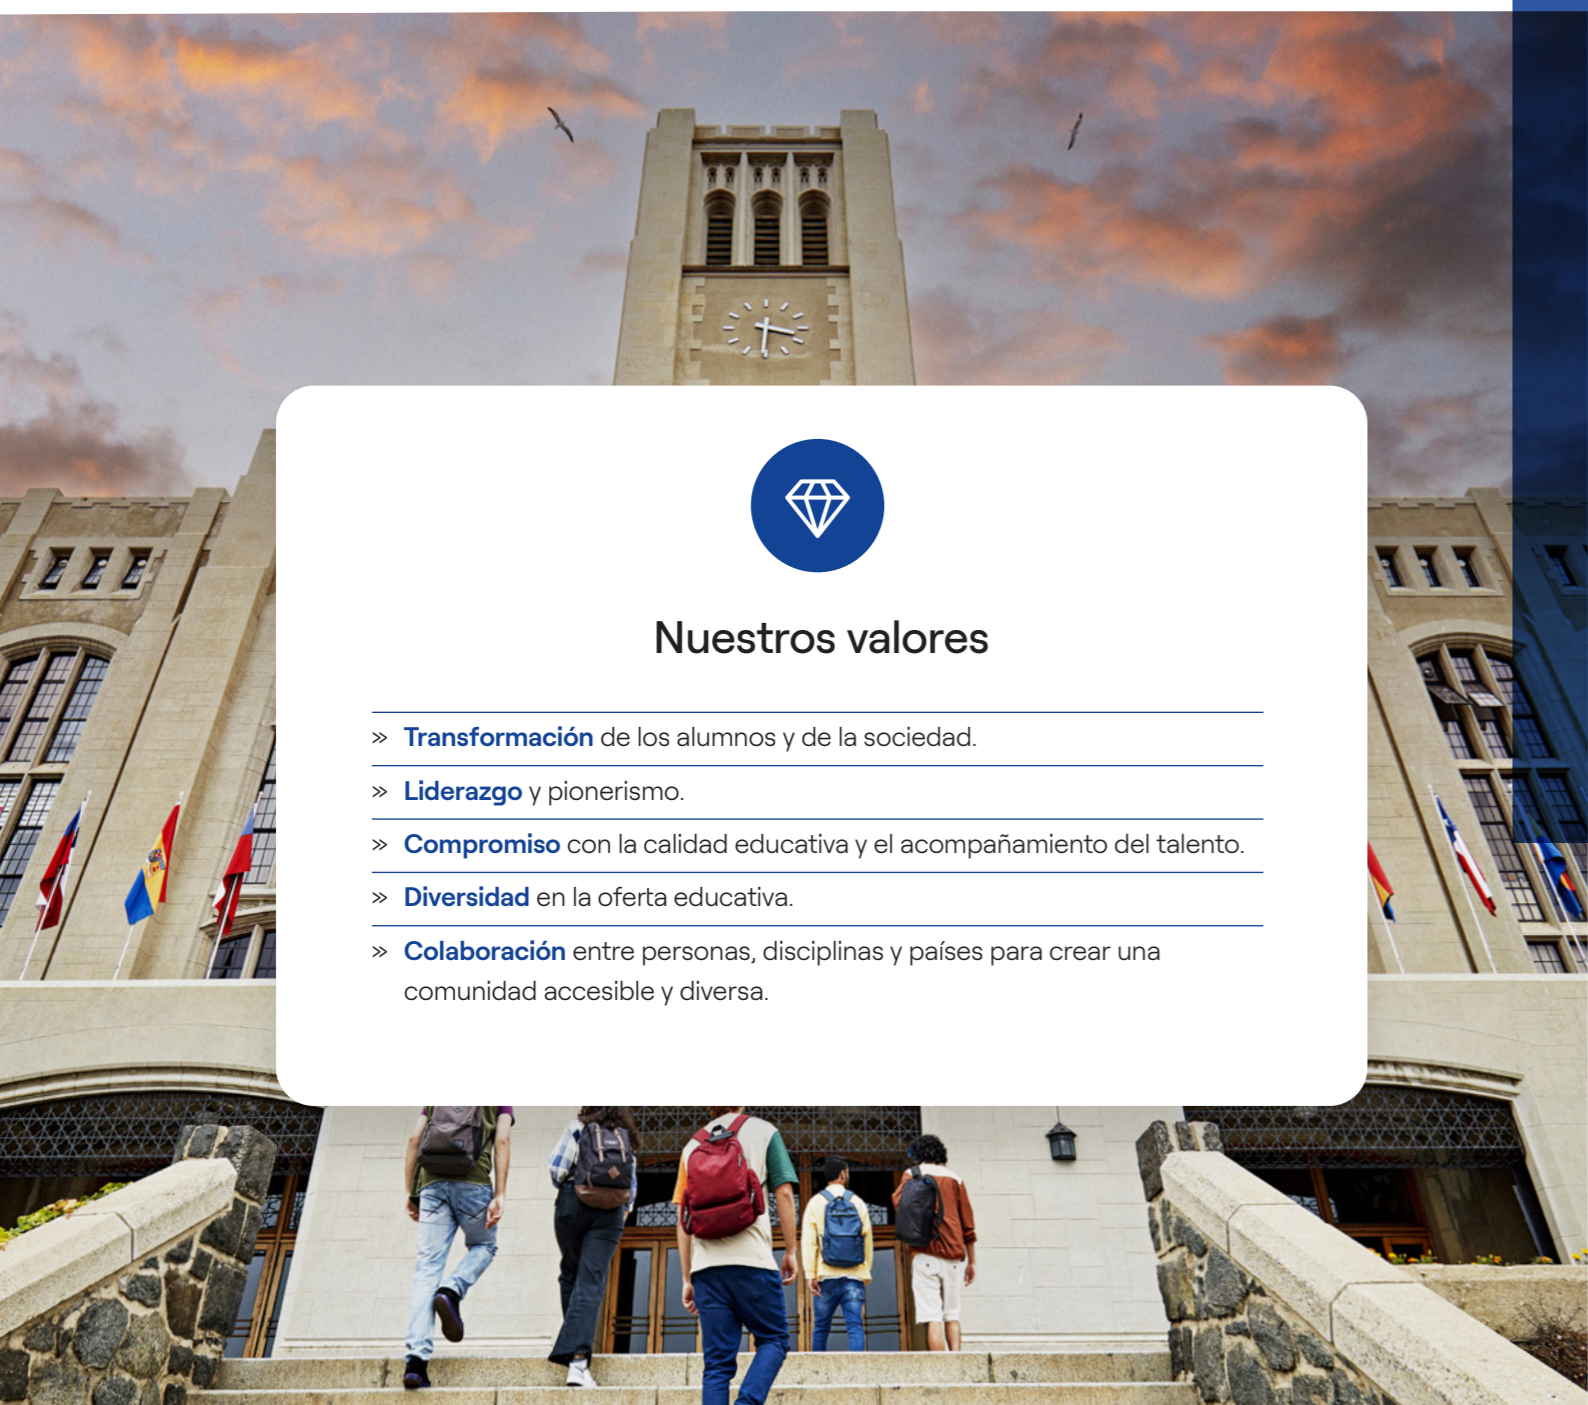 Nuestros valores
» Transformación de los alumnos y de la sociedad.
» Liderazgo y pionerismo.
» Compromiso con la calidad educativa y el acompañamiento del talento.
» Diversidad en la oferta educativa.
» Colaboración entre personas, disciplinas y países para crear una
comunidad accesible y diversa.